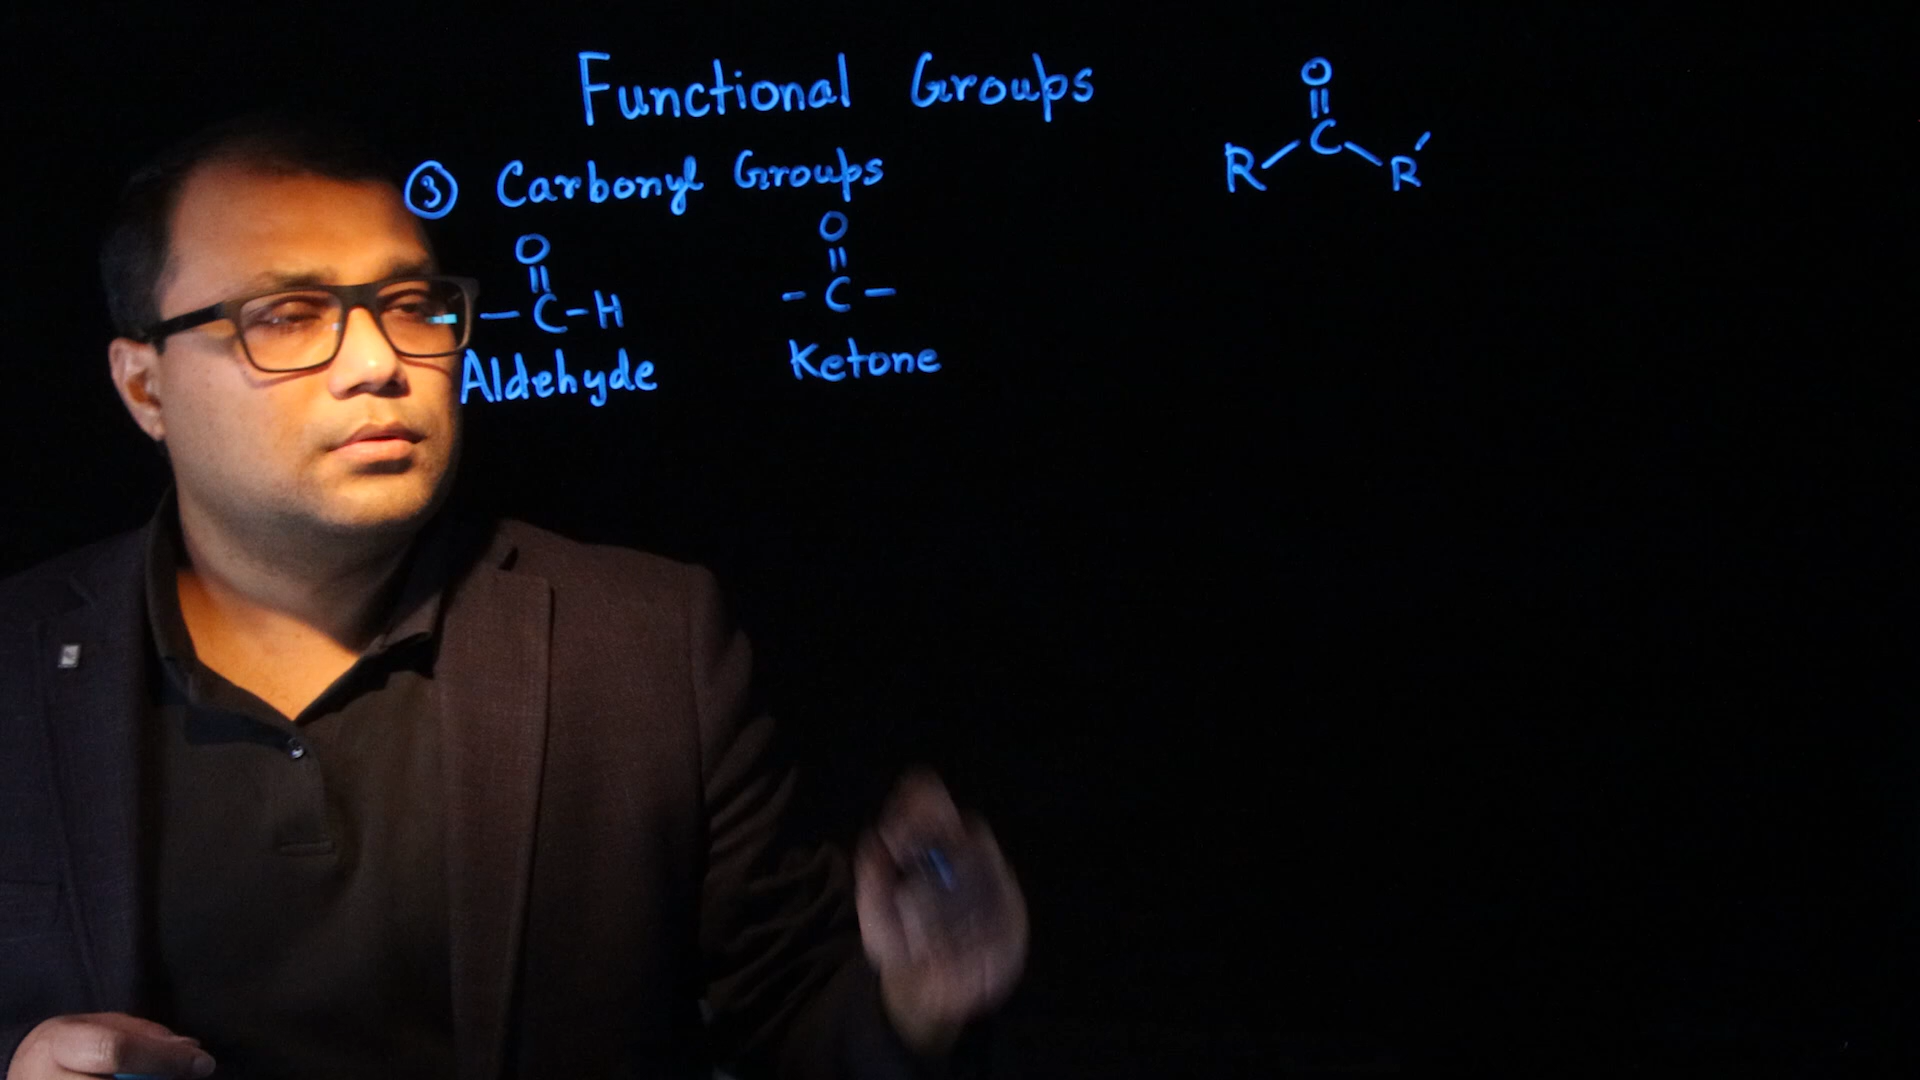 Functional Groups
③ Carbonyl Groups
O
||
—C-H
Aldehyde
O
||
-C-
Ketone
O
||
C
R R′